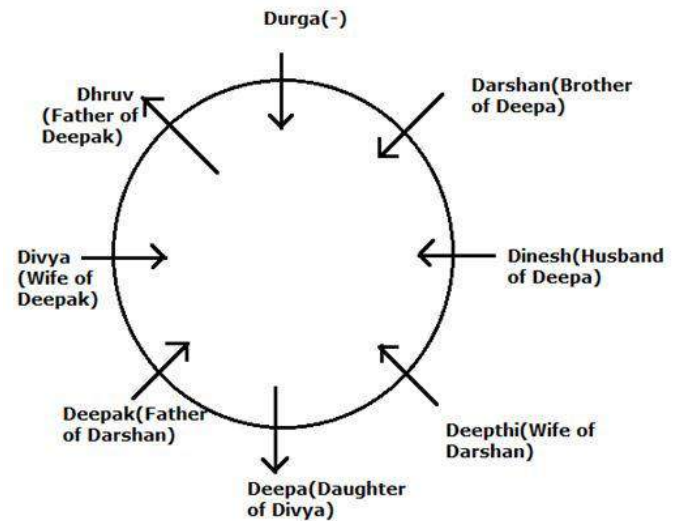 Durga(-)
Dhruv
(Father of
Deepak)
Darshan(Brother
of Deepa)
Divya
(Wife of
Deepak)
Dinesh(Husband
of Deepa)
Deepak(Father
of Darshan)
Deepthi(Wife of
Darshan)
Deepa(Daughter
of Divya)